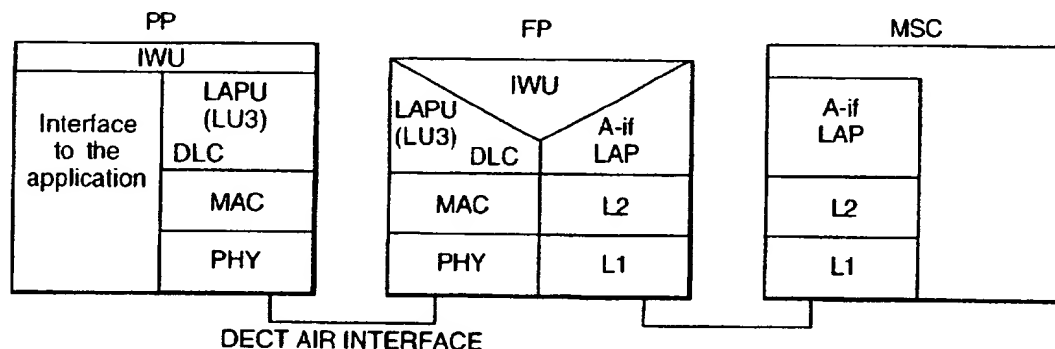 PP
IWU
Interface
to the
application
LAPU
(LU3)
DLC
MAC
PHY
FP
IWU
LAPU
(LU3)
DLC
MAC
PHY
A-if
LAP
L2
L1
MSC
A-if
LAP
L2
L1
DECT AIR INTERFACE